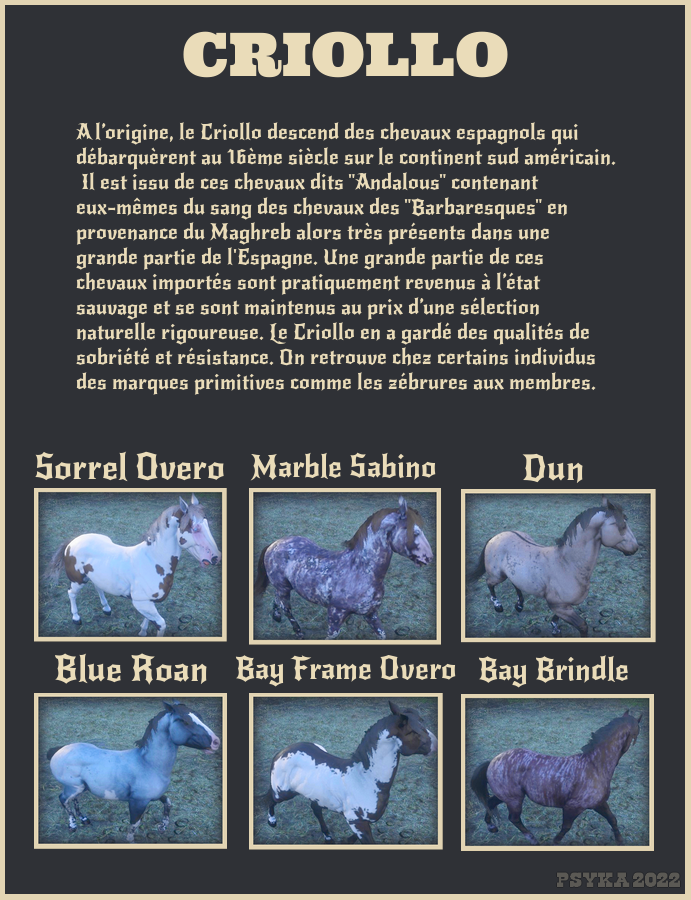 CRIOLLO
A l'origine, le Criollo descend des chevaux espagnols qui
débarquèrent au 16ème siècle sur le continent sud américain.
Il est issu de ces chevaux dits "Andalous" contenant
eux-mêmes du sang des chevaux des "Barbaresques" en
provenance du Maghreb alors très présents dans une
grande partie de l'Espagne. Une grande partie de ces
chevaux importés sont pratiquement revenus à l'état
sauvage et se sont maintenus au prix d'une sélection
naturelle rigoureuse. Le Criollo en a gardé des qualités de
sobriété et résistance. On retrouve chez certains individus
des marques primitives comme les zébrures aux membres.
Sorrel Overo Marble Sabino Dun
Blue Roan Bay Frame Overo Bay Brindle
PSYKA 2022